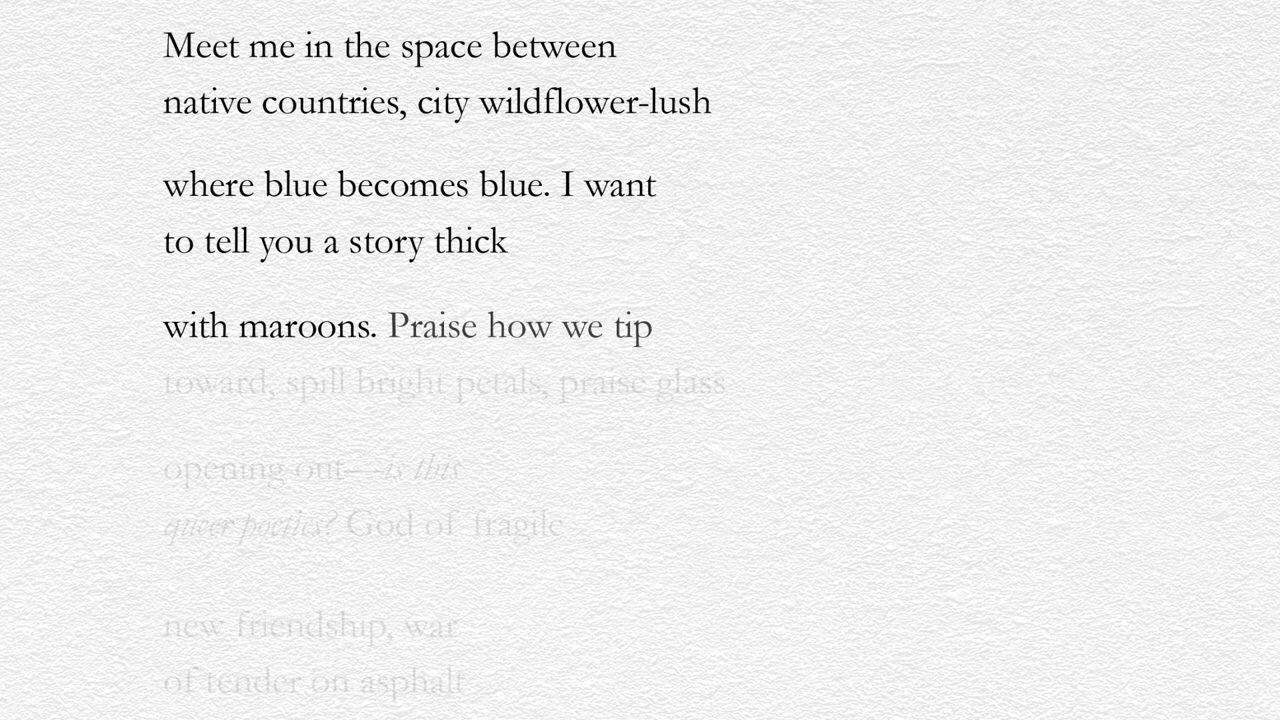 Meet me in the space between
native countries, city wildflower-lush
where blue becomes blue. I want
to tell you a story thick
with maroons. Praise how we tip
toward, spill bright petals, praise glass
opening out—is this
queer poetics? God of fragile
new friendship, war
of tender on asphalt